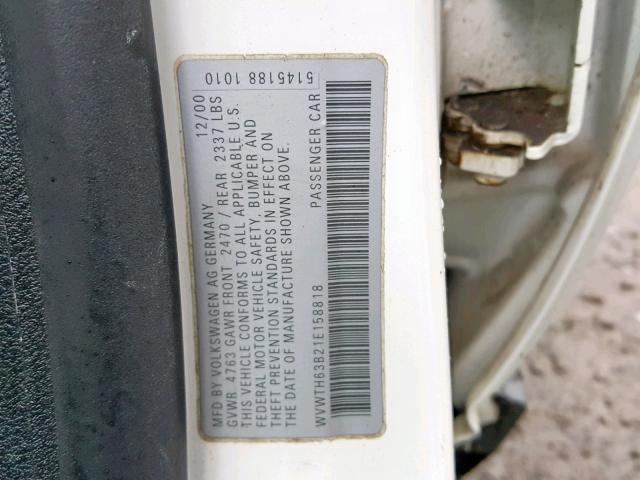 MFD BY VOLKSWAGEN AG GERMANY 12/00
GVWR 4763 GAWR FRONT 2470 / REAR 2337 LBS
THIS VEHICLE CONFORMS TO ALL APPLICABLE U.S.
FEDERAL MOTOR VEHICLE SAFETY, BUMPER AND
THEFT PREVENTION STANDARDS IN EFFECT ON
THE DATE OF MANUFACTURE SHOWN ABOVE.
5145188 1010
WVWTH63B21E158818 PASSENGER CAR